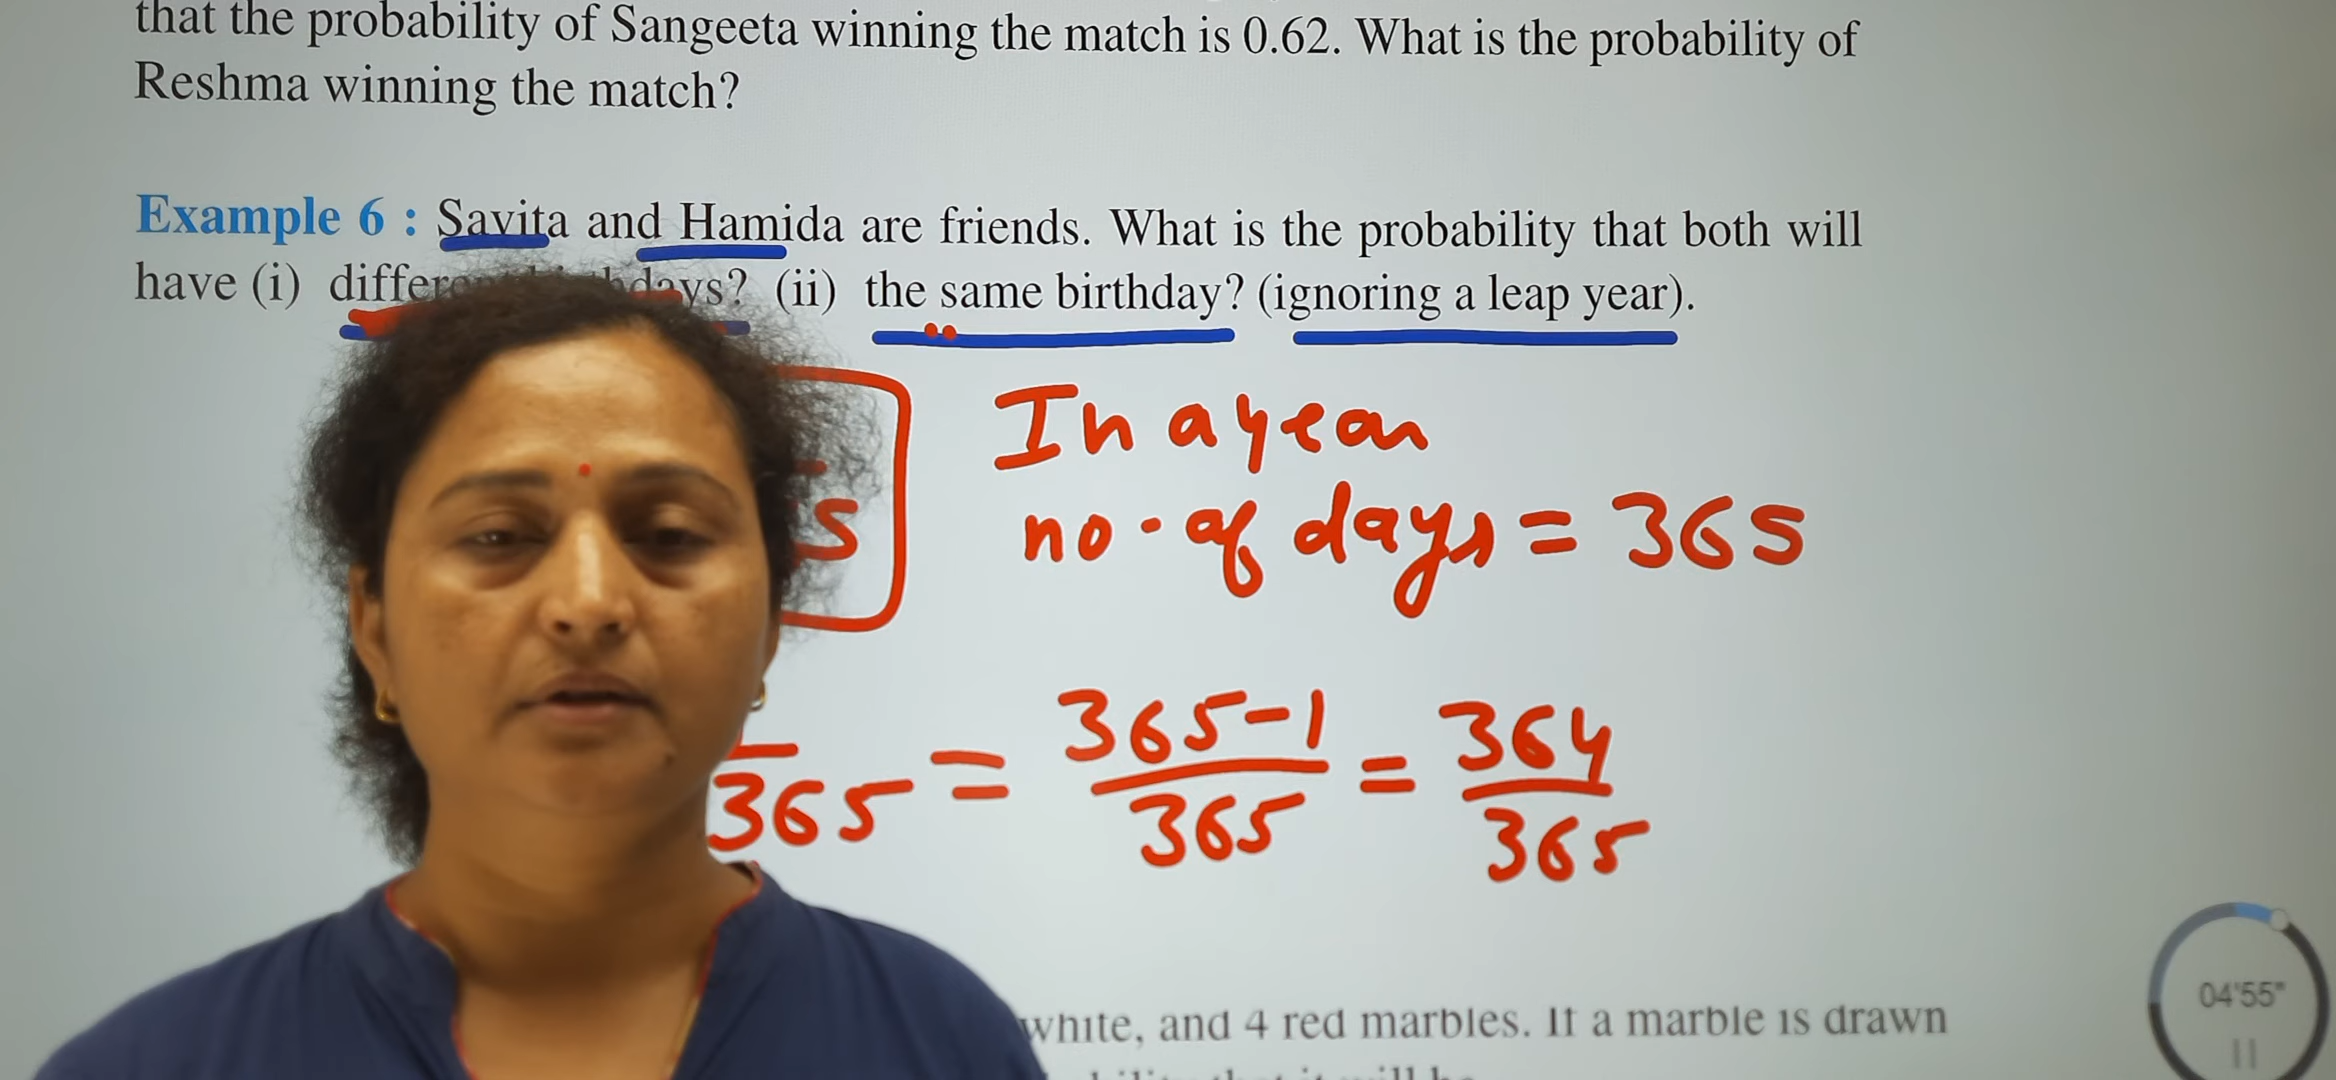 that the probability of Sangeeta winning the match is 0.62. What is the probability of
Reshma winning the match?
Example 6 : Savita and Hamida are friends. What is the probability that both will
have (i) different birthdays? (ii) the same birthday? (ignoring a leap year).
In a year
no. of days = 365
365 = 365-1 / 365 = 364 / 365
white, and 4 red marbles. If a marble is drawn
04'55"